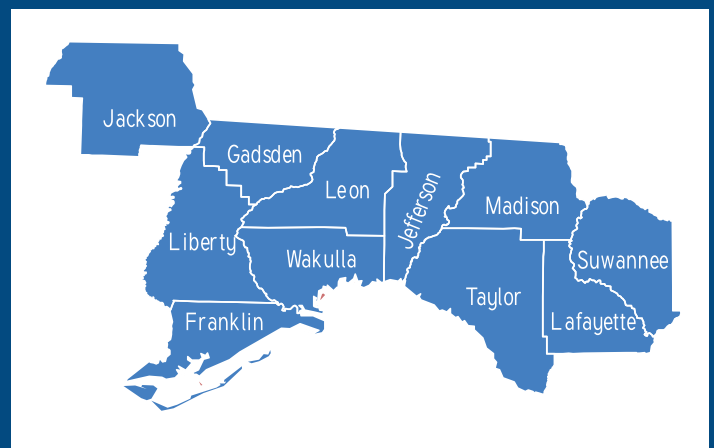 Jackson
Gadsden
Leon
Jefferson
Madison
Liberty
Wakulla
Suwannee
Taylor
Franklin
Lafayette